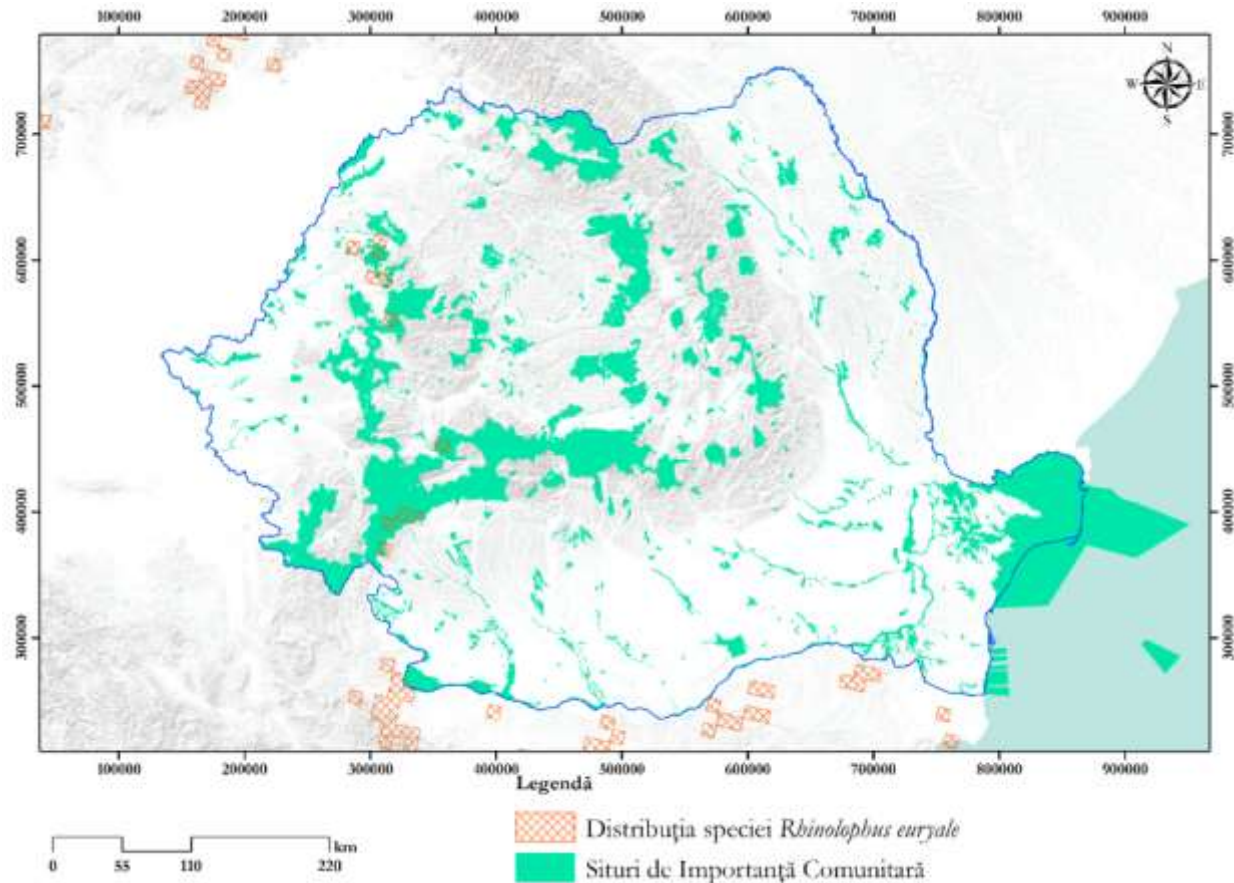 100000 200000 300000 400000 500000 600000 700000 800000 900000
N
W E
S
700000 700000
600000 600000
500000 500000
400000 400000
300000 300000
100000 200000 300000 400000 500000 600000 700000 800000 900000
Legendă
Distribuția speciei Rhinolophus euryale
km
0 55 110 220
Situri de Importanță Comunitară